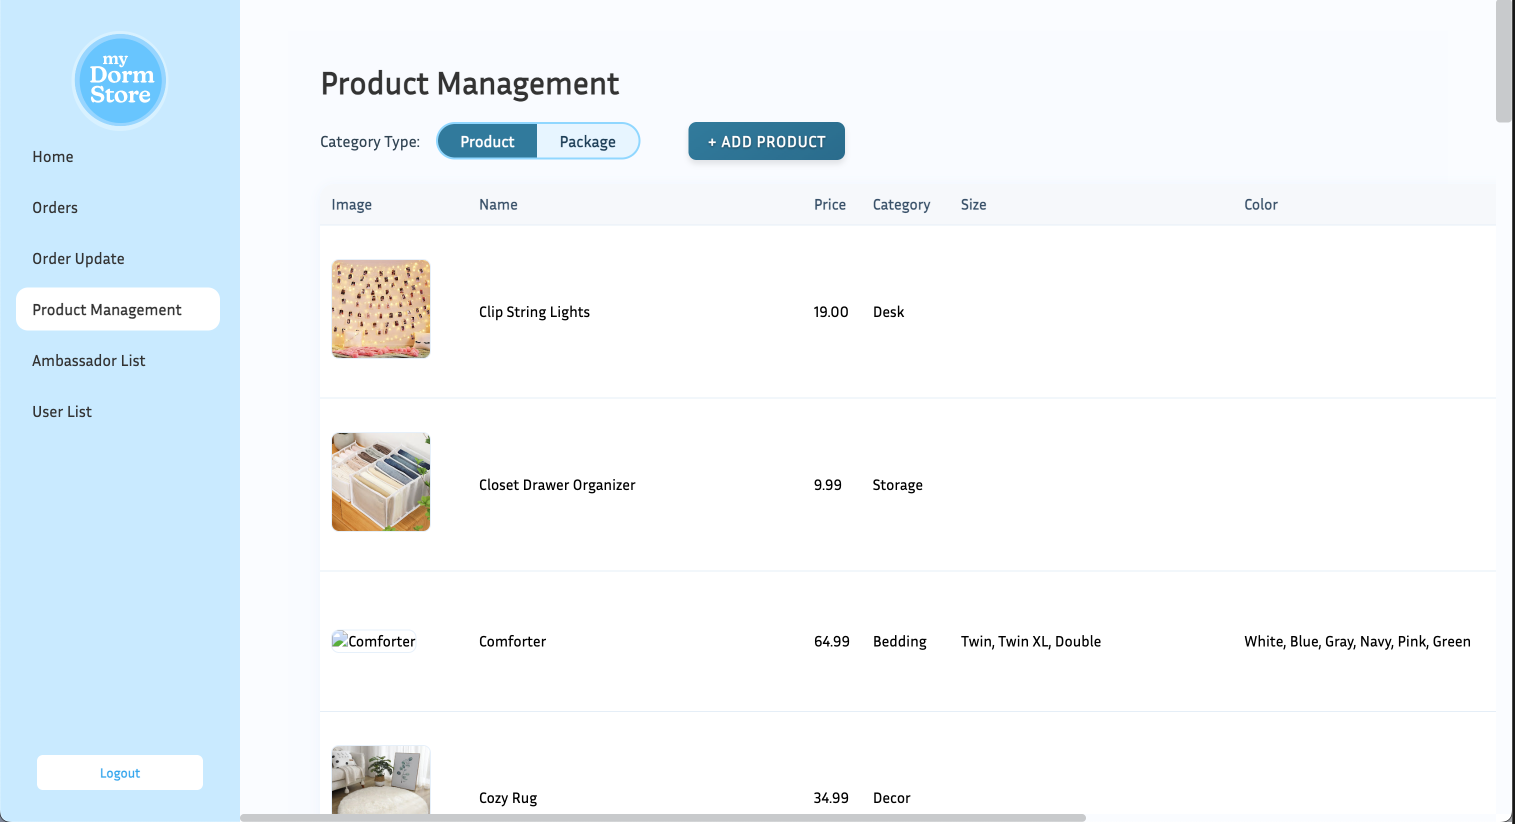 my
Dorm
Store
Home
Orders
Order Update
Product Management
Ambassador List
User List
Logout
Product Management
Category Type: Product Package + ADD PRODUCT
Image Name Price Category Size Color
Clip String Lights 19.00 Desk
Closet Drawer Organizer 9.99 Storage
Comforter Comforter 64.99 Bedding Twin, Twin XL, Double White, Blue, Gray, Navy, Pink, Green
Cozy Rug 34.99 Decor